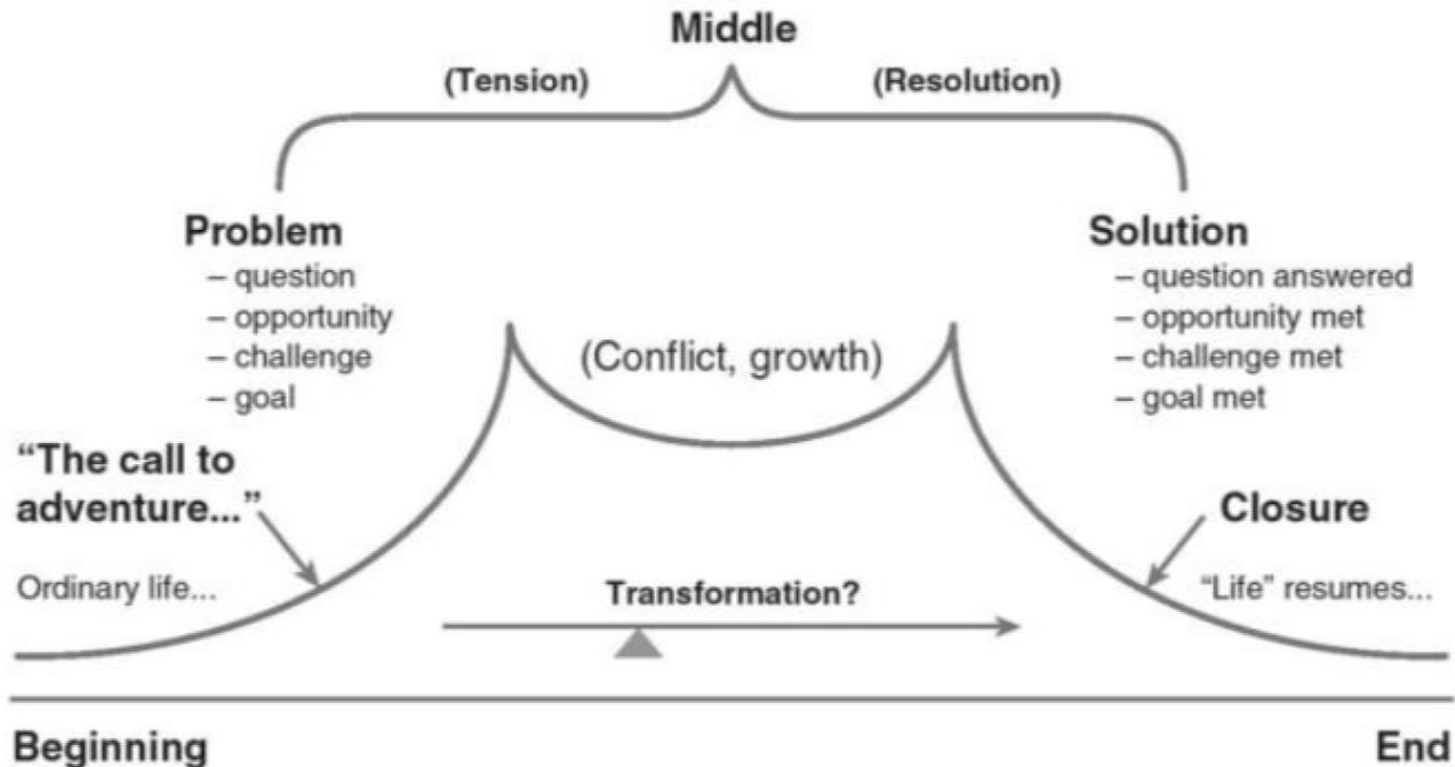 Middle
(Tension)
(Resolution)
Problem
– question
– opportunity
– challenge
– goal
Solution
– question answered
– opportunity met
– challenge met
– goal met
(Conflict, growth)
“The call to
adventure...”
Closure
Ordinary life...
Transformation?
“Life” resumes...
Beginning
End